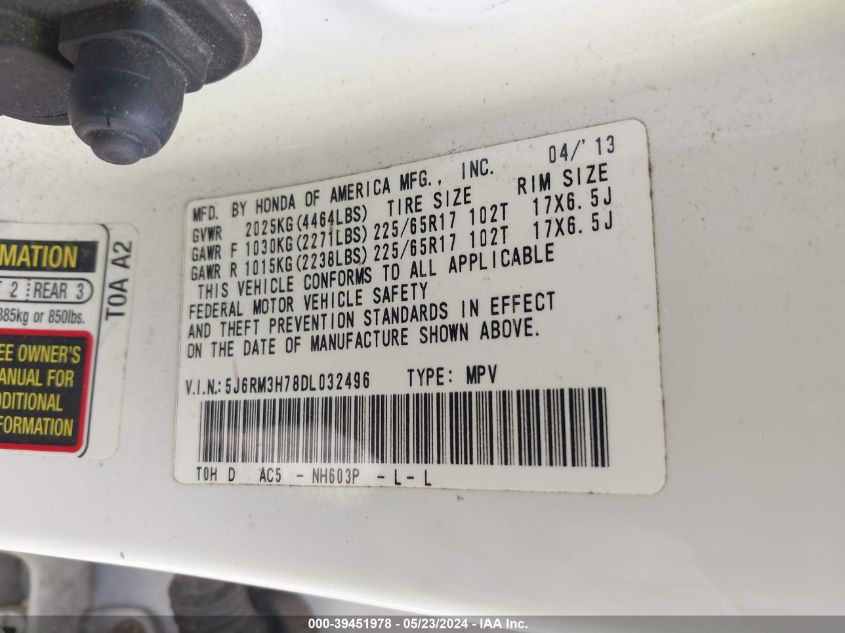 MFD. BY HONDA OF AMERICA MFG., INC. 04/'13
GVWR 2025KG(4464LBS) TIRE SIZE RIM SIZE
GAWR F 1030KG(2271LBS) 225/65R17 102T 17X6.5J
GAWR R 1015KG(2238LBS) 225/65R17 102T 17X6.5J
THIS VEHICLE CONFORMS TO ALL APPLICABLE
FEDERAL MOTOR VEHICLE SAFETY
AND THEFT PREVENTION STANDARDS IN EFFECT
ON THE DATE OF MANUFACTURE SHOWN ABOVE.
V.I.N.: 5J6RM3H78DL032496 TYPE: MPV
T0H D AC5 - NH603P - L - L
MATION
2 REAR 3
385kg or 850lbs.
T0A A2
EE OWNER'S
ANUAL FOR
DDITIONAL
FORMATION
000-39451978 - 05/23/2024 - IAA Inc.